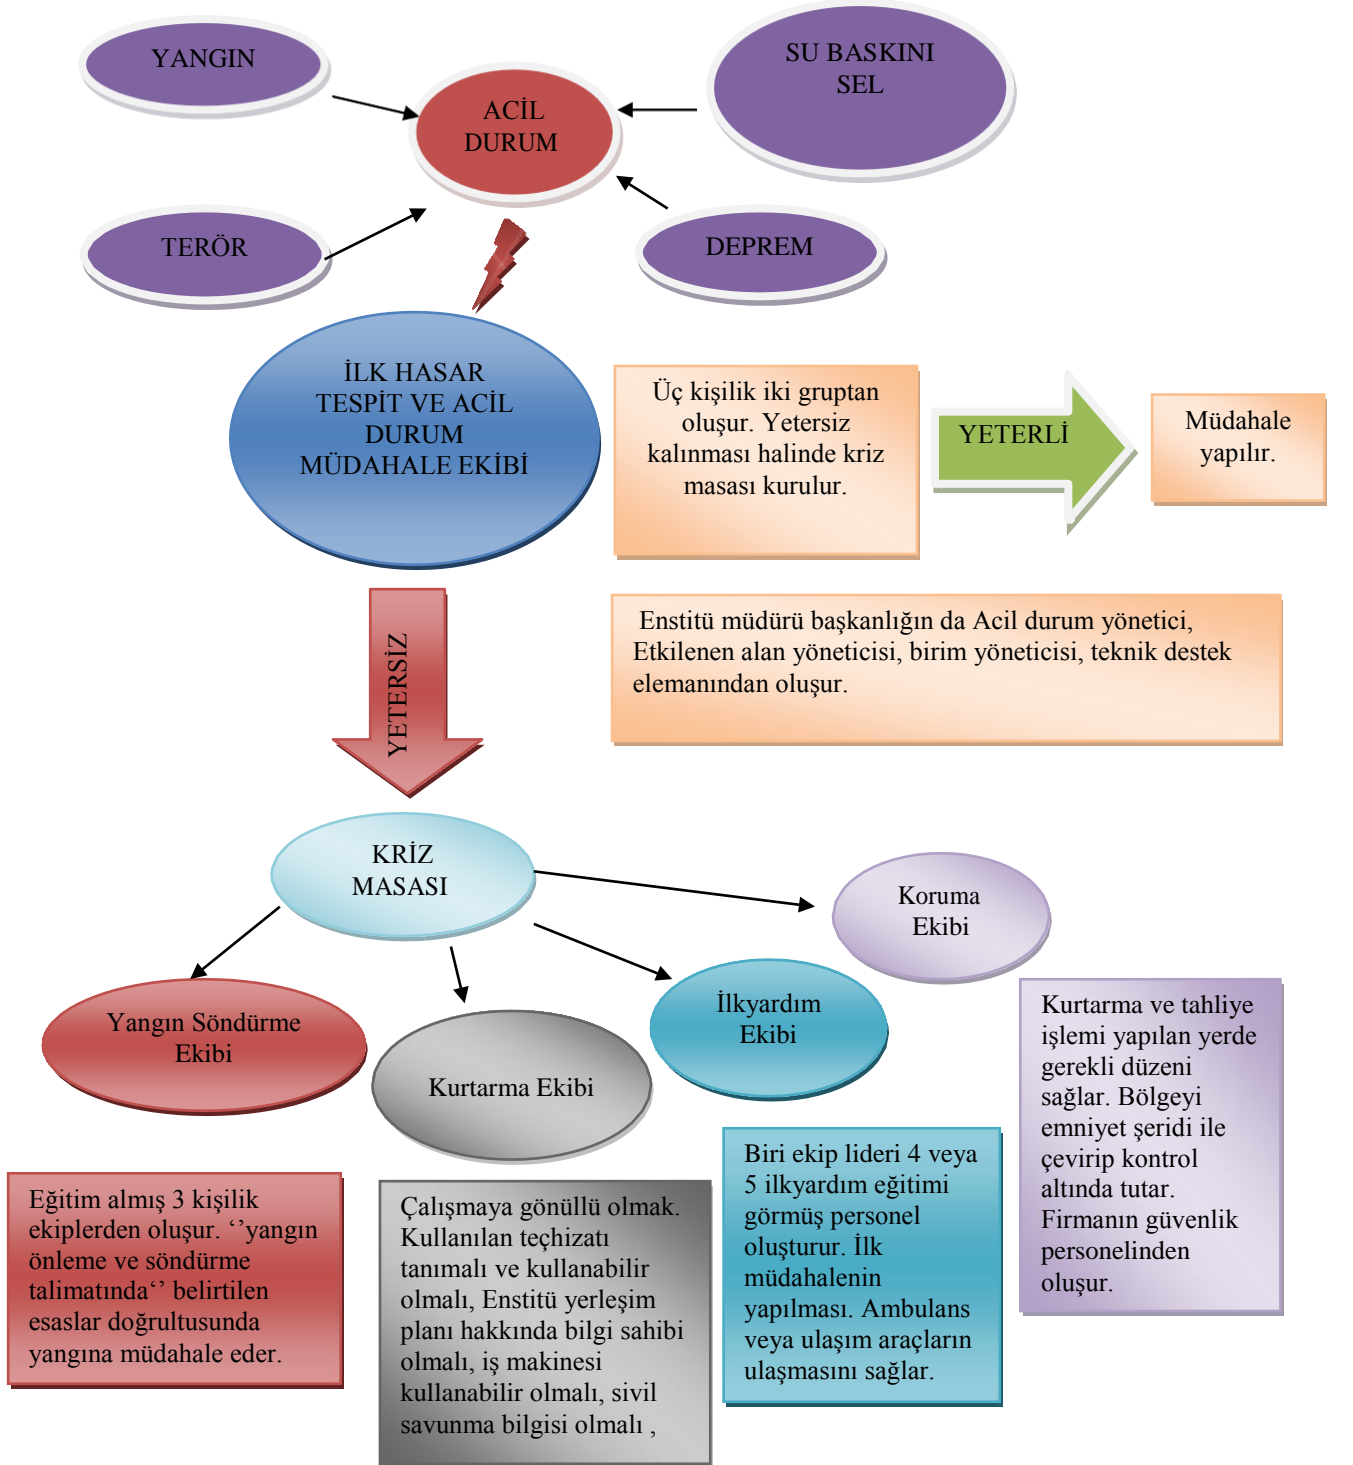 YANGIN
SU BASKINI
SEL
ACİL
DURUM
TERÖR
DEPREM
İLK HASAR
TESPİT VE ACİL
DURUM
MÜDAHALE EKİBİ
Üç kişilik iki gruptan
oluşur. Yetersiz
kalınması halinde kriz
masası kurulur.
YETERLİ
Müdahale
yapılır.
YETERSİZ
Enstitü müdürü başkanlığın da Acil durum yönetici,
Etkilenen alan yöneticisi, birim yöneticisi, teknik destek
elemanından oluşur.
KRİZ
MASASI
Koruma
Ekibi
Yangın Söndürme
Ekibi
Kurtarma Ekibi
İlkyardım
Ekibi
Kurtarma ve tahliye
işlemi yapılan yerde
gerekli düzeni
sağlar. Bölgeyi
emniyet şeridi ile
çevirip kontrol
altında tutar.
Firmanın güvenlik
personelinden
oluşur.
Eğitim almış 3 kişilik
ekiplerden oluşur. ‘’yangın
önleme ve söndürme
talimatında‘’ belirtilen
esaslar doğrultusunda
yangına müdahale eder.
Çalışmaya gönüllü olmak.
Kullanılan teçhizatı
tanımalı ve kullanabilir
olmalı, Enstitü yerleşim
planı hakkında bilgi sahibi
olmalı, iş makinesi
kullanabilir olmalı, sivil
savunma bilgisi olmalı ,
Biri ekip lideri 4 veya
5 ilkyardım eğitimi
görmüş personel
oluşturur. İlk
müdahalenin
yapılması. Ambulans
veya ulaşım araçların
ulaşmasını sağlar.